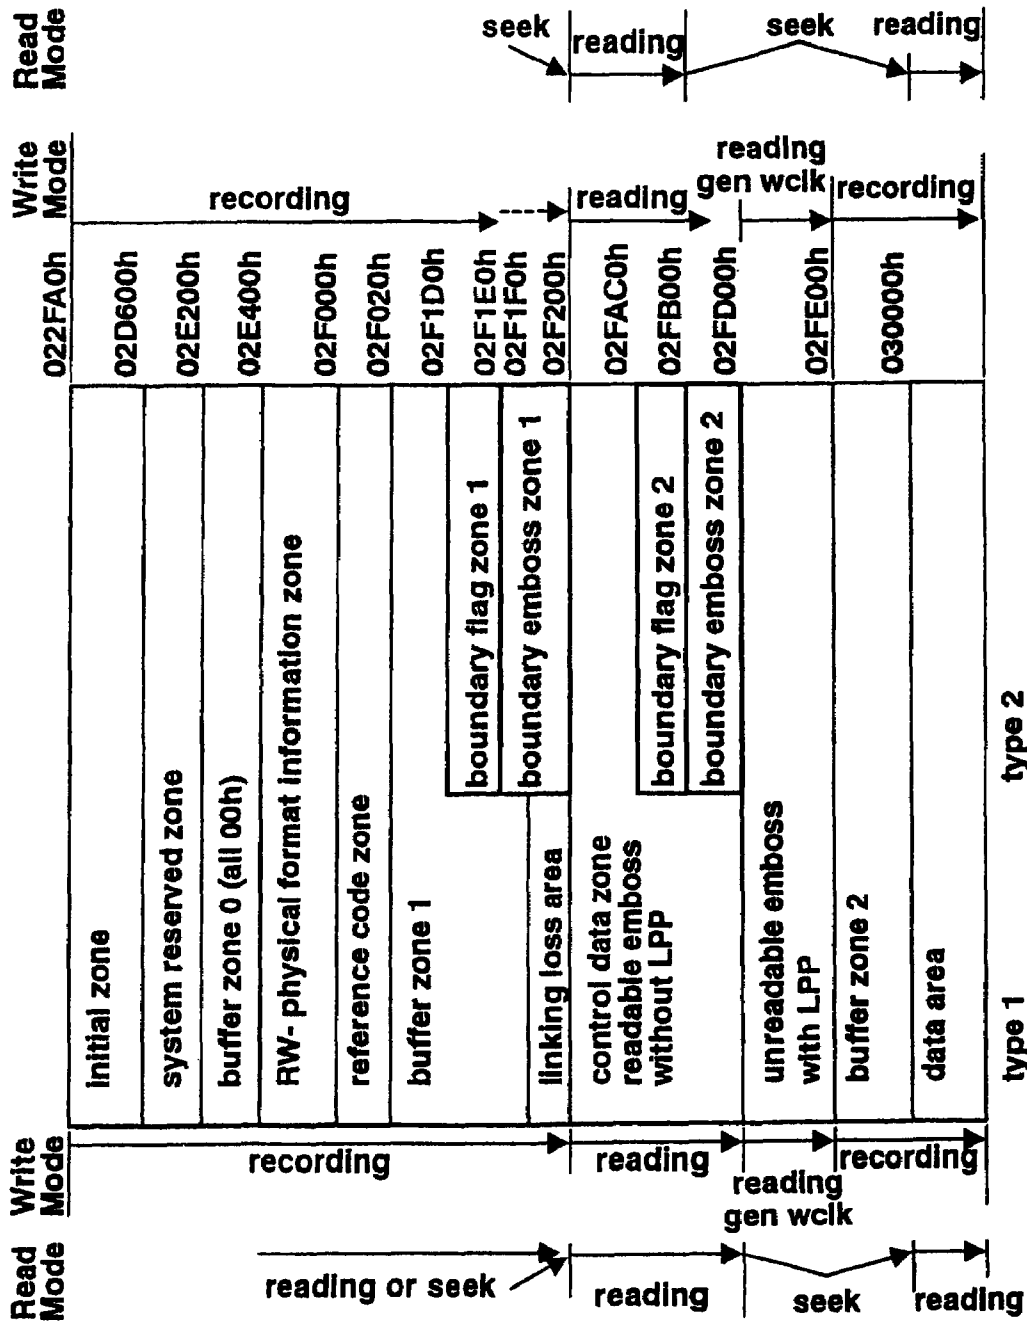 seek
reading
seek
reading
Read
Mode
Write
Mode
recording
reading
reading
gen wclk
recording
022FA0h
02D600h
02E200h
02E400h
02F000h
02F020h
02F1D0h
02F1E0h
02F1F0h
02F200h
02FAC0h
02FB00h
02FD00h
02FE00h
030000h
initial zone
system reserved zone
buffer zone 0 (all 00h)
RW- physical format information zone
reference code zone
buffer zone 1
boundary flag zone 1
boundary emboss zone 1
linking loss area
control data zone
readable emboss
without LPP
boundary flag zone 2
boundary emboss zone 2
unreadable emboss
with LPP
buffer zone 2
data area
type 1
type 2
Write
Mode
recording
reading
reading
gen wclk
recording
Read
Mode
reading or seek
reading
seek
reading